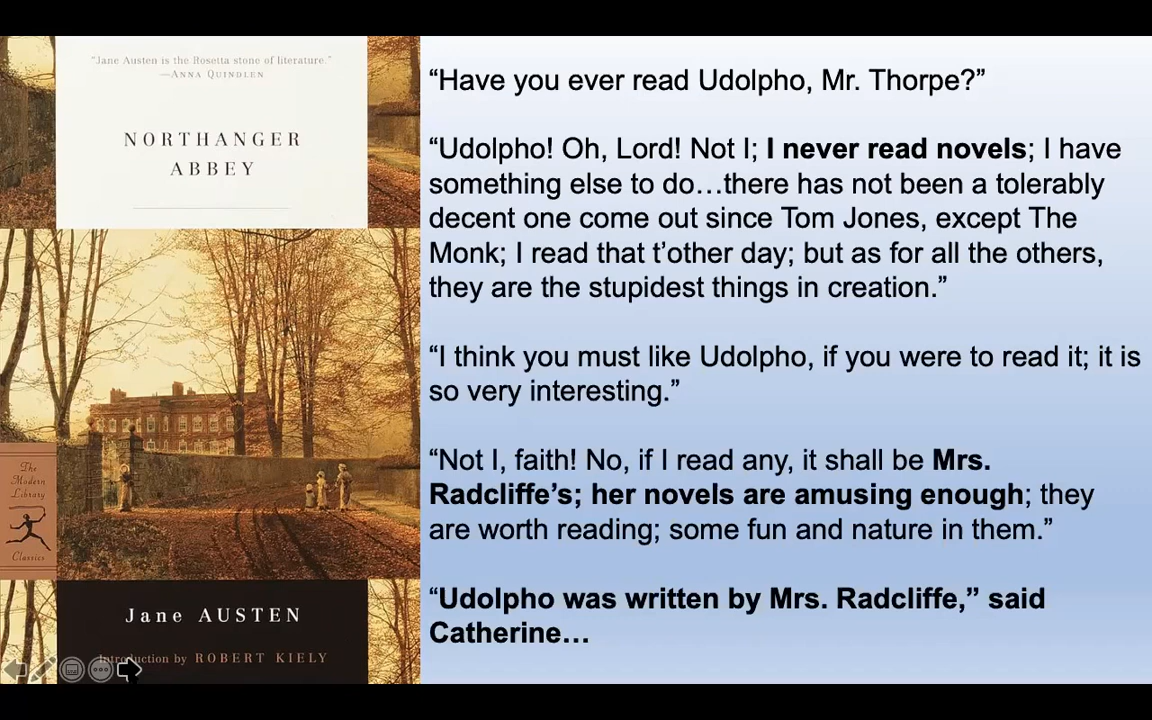 “Jane Austen is the Rosetta stone of literature.”
—ANNA QUINDLEN
NORTHANGER
ABBEY
The
Modern
Library
Classics
Jane AUSTEN
Introduction by ROBERT KIELY
“Have you ever read Udolpho, Mr. Thorpe?”
“Udolpho! Oh, Lord! Not I; I never read novels; I have
something else to do…there has not been a tolerably
decent one come out since Tom Jones, except The
Monk; I read that t’other day; but as for all the others,
they are the stupidest things in creation.”
“I think you must like Udolpho, if you were to read it; it is
so very interesting.”
“Not I, faith! No, if I read any, it shall be Mrs.
Radcliffe’s; her novels are amusing enough; they
are worth reading; some fun and nature in them.”
“Udolpho was written by Mrs. Radcliffe,” said
Catherine…